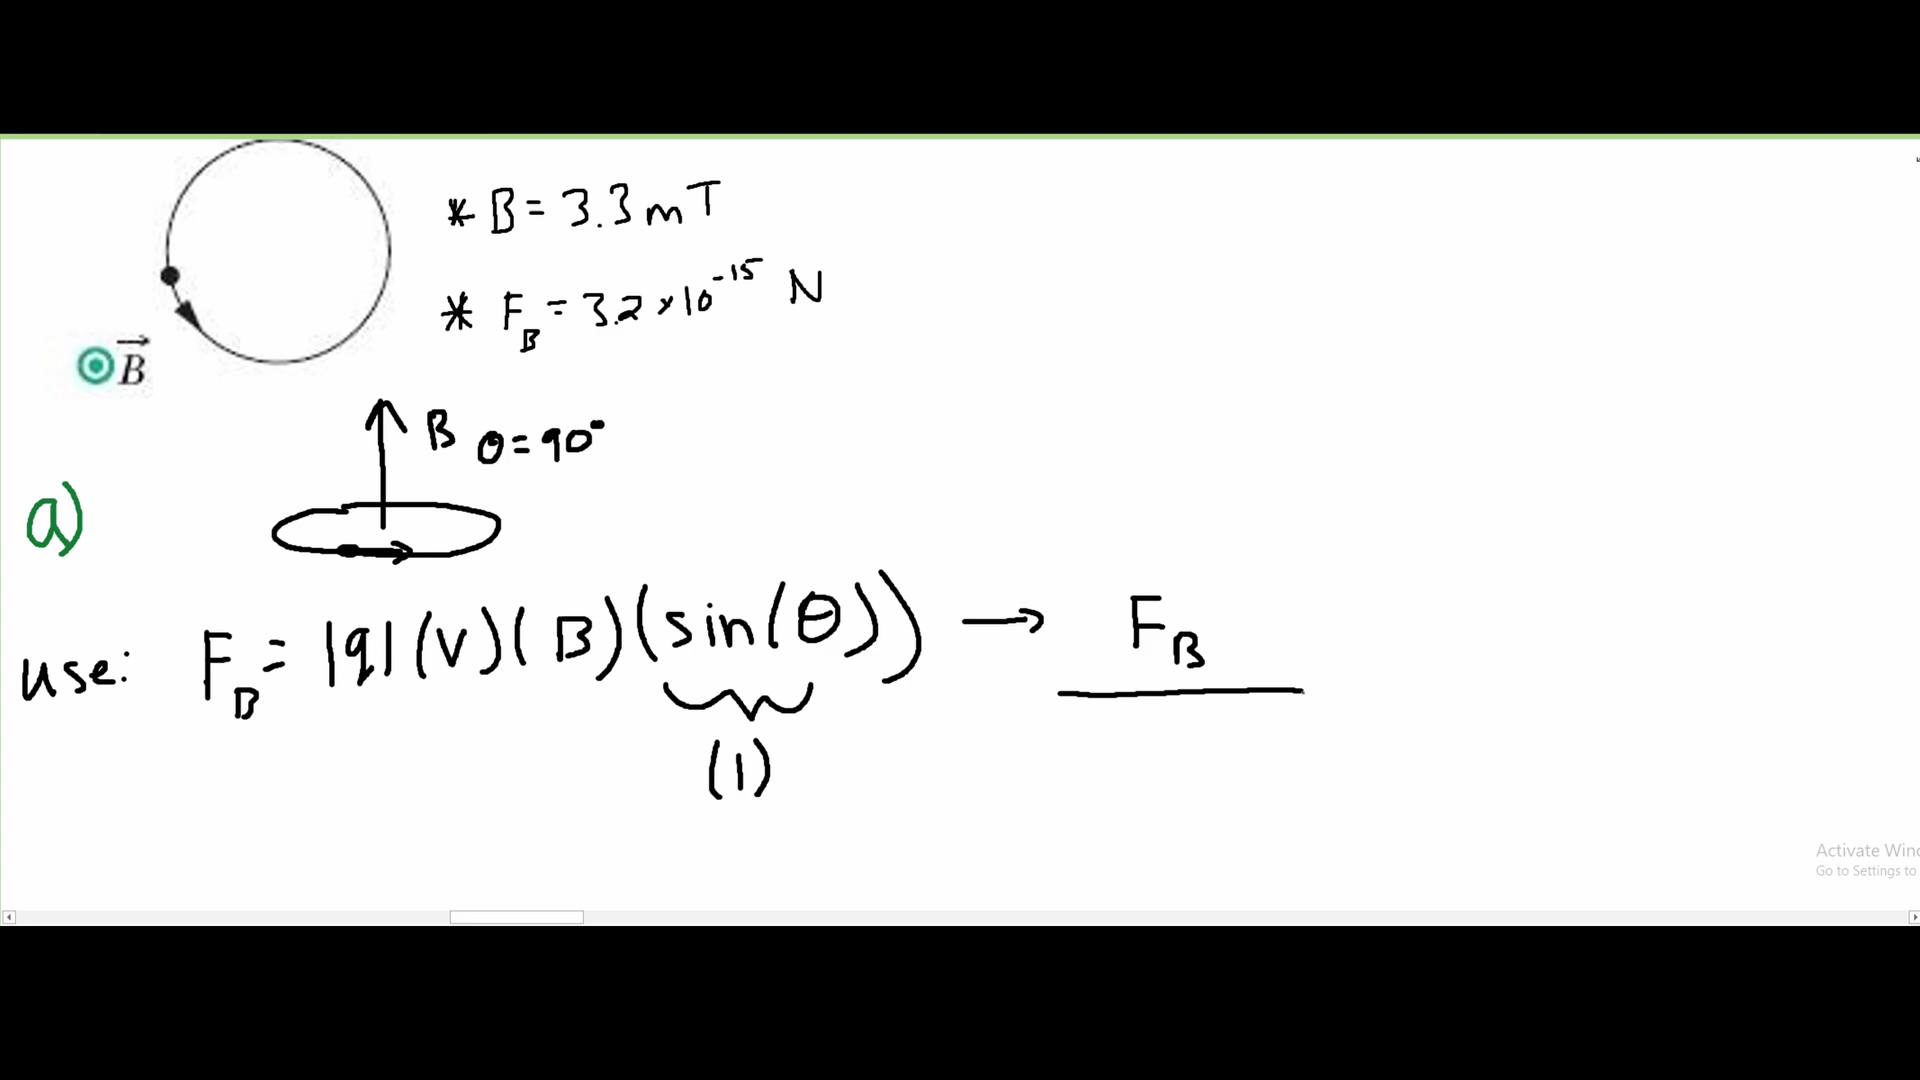 * B = 3.3 mT
* F_B = 3.2 × 10^-15 N
B⃗
B θ = 90°
a)
use: F_B = |q|(v)(B)(sin(θ)) → F_B
(1)
Activate Wind
Go to Settings to